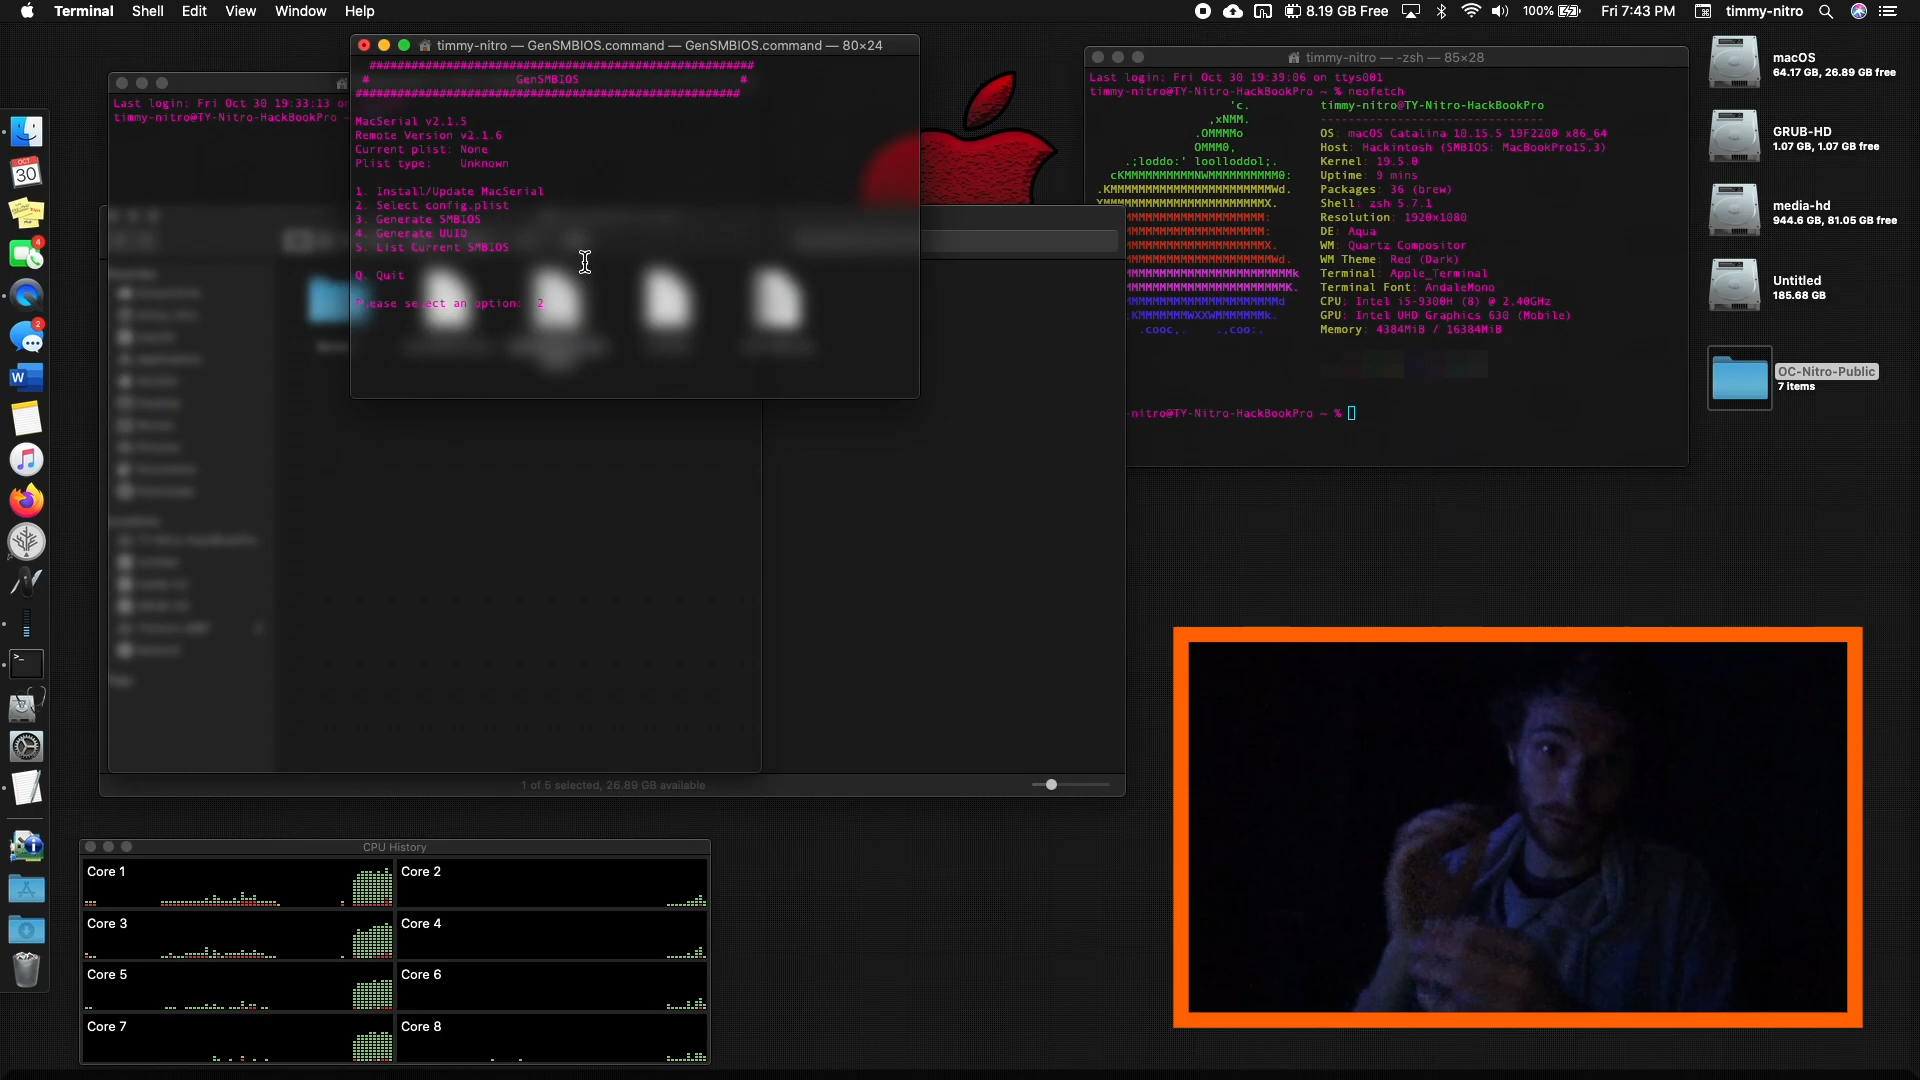 Terminal Shell Edit View Window Help
8.19 GB Free 100% Fri 7:43 PM timmy-nitro
timmy-nitro — GenSMBIOS.command — GenSMBIOS.command — 80×24
#######################################################
# GenSMBIOS #
#######################################################
MacSerial v2.1.5
Remote Version v2.1.6
Current plist: None
Plist type: Unknown
1. Install/Update MacSerial
2. Select config.plist
3. Generate SMBIOS
4. Generate UUID
5. List Current SMBIOS
Q. Quit
Please select an option: 2
Last login: Fri Oct 30 19:33:13 on
timmy-nitro@TY-Nitro-HackBookPro ~
timmy-nitro — -zsh — 85×28
Last login: Fri Oct 30 19:39:06 on ttys001
timmy-nitro@TY-Nitro-HackBookPro ~ % neofetch
'c.
,xNMM.
.OMMMMo
OMMM0,
.;loddo:' loolloddol;.
cKMMMMMMMMMMNWMMMMMMMMMM0:
.KMMMMMMMMMMMMMMMMMMMMMMMWd.
XMMMMMMMMMMMMMMMMMMMMMMMX.
timmy-nitro@TY-Nitro-HackBookPro
--------------------------------
OS: macOS Catalina 10.15.5 19F2200 x86_64
Host: Hackintosh (SMBIOS: MacBookPro15,3)
Kernel: 19.5.0
Uptime: 9 mins
Packages: 36 (brew)
Shell: zsh 5.7.1
Resolution: 1920x1080
DE: Aqua
WM: Quartz Compositor
WM Theme: Red (Dark)
Terminal: Apple_Terminal
Terminal Font: AndaleMono
CPU: Intel i5-9300H (8) @ 2.40GHz
GPU: Intel UHD Graphics 630 (Mobile)
Memory: 4384MiB / 16384MiB
-nitro@TY-Nitro-HackBookPro ~ %
macOS
64.17 GB, 26.89 GB free
GRUB-HD
1.07 GB, 1.07 GB free
media-hd
944.6 GB, 81.05 GB free
Untitled
185.68 GB
OC-Nitro-Public
7 items
OCT
30
4
2
1 of 5 selected, 26.89 GB available
CPU History
Core 1
Core 2
Core 3
Core 4
Core 5
Core 6
Core 7
Core 8